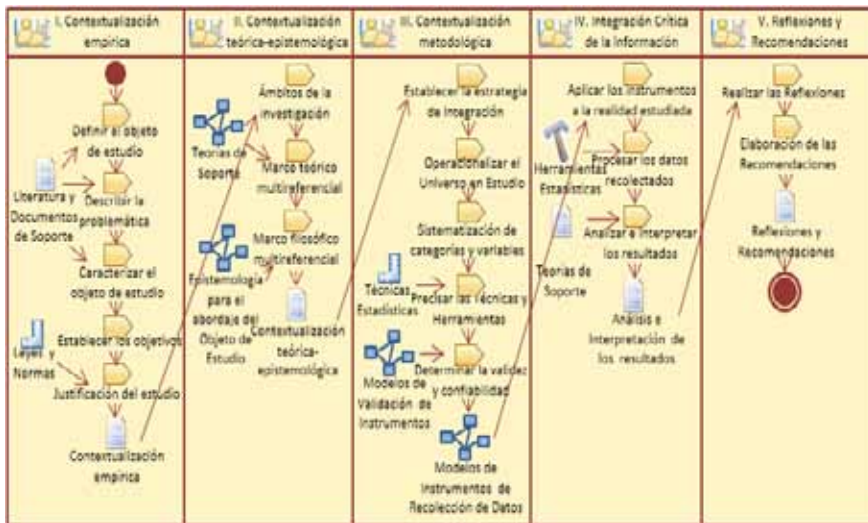 I. Contextualización
empírica
II. Contextualización
teórica-epistemológica
III. Contextualización
metodológica
IV. Integración Crítica
de la Información
V. Reflexiones y
Recomendaciones
Definir el objeto
de estudio
Literatura y
Documentos
de Soporte
Describir la
problemática
Caracterizar el
objeto de estudio
Establecer los objetivos
Leyes y
Normas
Justificación del estudio
Contextualización
empírica
Ámbitos de la
investigación
Teorías de
Soporte
Marco teórico
multireferencial
Marco filosófico
multireferencial
Epistemología
para el
abordaje del
Objeto de
Estudio
Contextualización
teórica-
epistemológica
Establecer la estrategia
de Integración
Operacionalizar el
Universo en Estudio
Sistematización de
categorías y variables
Técnicas
Estadísticas
Precisar las Técnicas y
Herramientas
Determinar la validez
y confiabilidad
Modelos de
Validación de
Instrumentos
Modelos de
Instrumentos de
Recolección de Datos
Aplicar los instrumentos
a la realidad estudiada
Herramientas
Estadísticas
Procesar los datos
recolectados
Analizar e interpretar
los resultados
Teorías de
Soporte
Análisis e
Interpretación de
los resultados
Realizar las Reflexiones
Elaboración de las
Recomendaciones
Reflexiones y
Recomendaciones